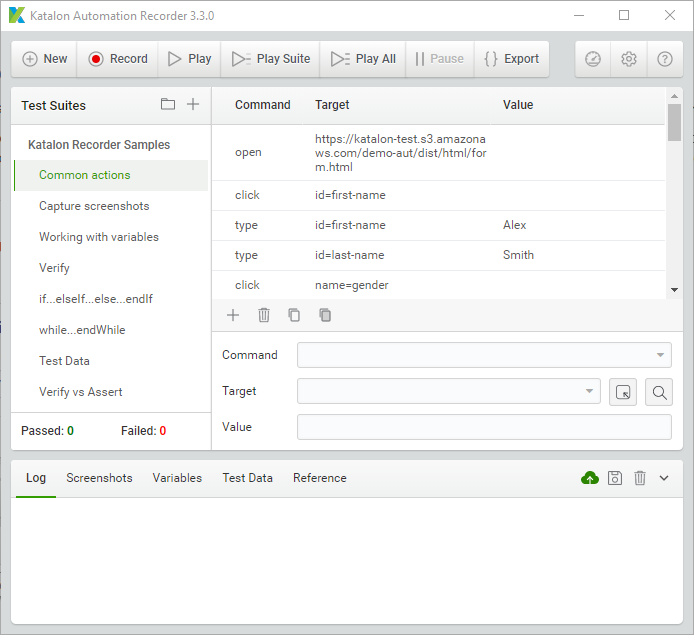 Katalon Automation Recorder 3.3.0
New Record Play Play Suite Play All Pause Export
Test Suites
Katalon Recorder Samples
Common actions
Capture screenshots
Working with variables
Verify
if...elseIf...else...endIf
while...endWhile
Test Data
Verify vs Assert
Passed: 0 Failed: 0
Command Target Value
open https://katalon-test.s3.amazona
ws.com/demo-aut/dist/html/for
m.html
click id=first-name
type id=first-name Alex
type id=last-name Smith
click name=gender
Command
Target
Value
Log Screenshots Variables Test Data Reference